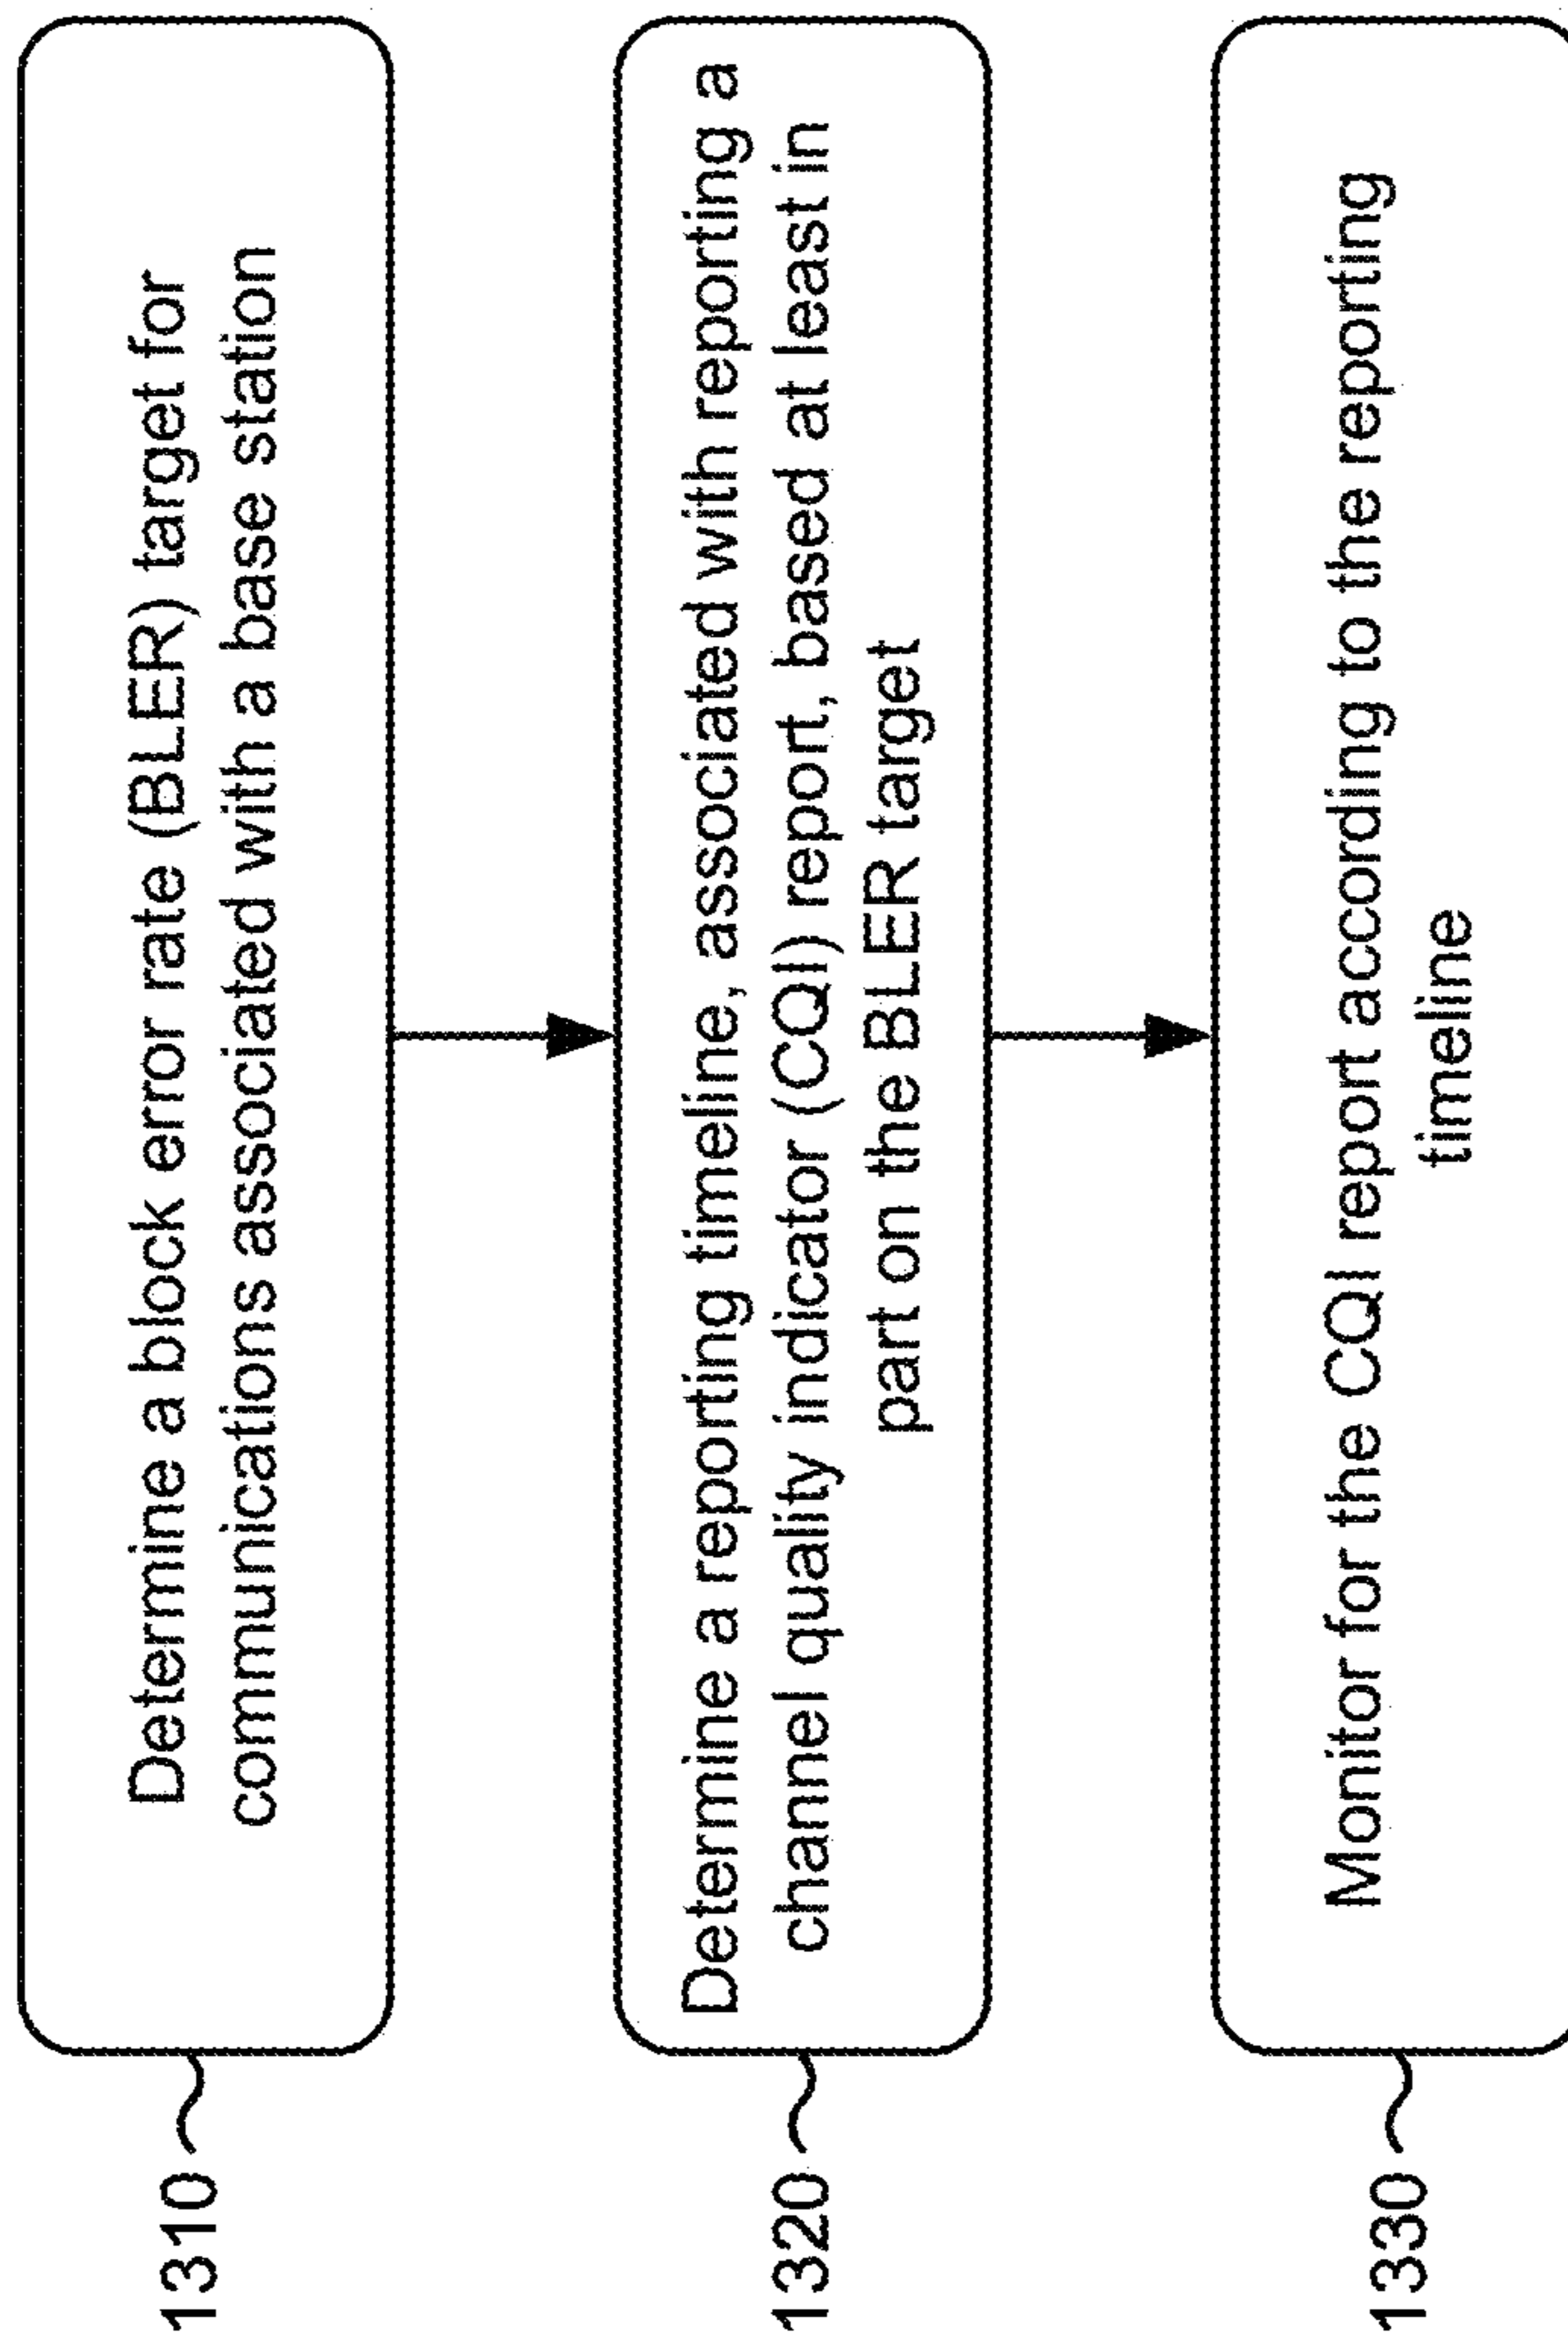 1310
Determine a block error rate (BLER) target for
communications associated with a base station
1320
Determine a reporting timeline, associated with reporting a
channel quality indicator (CQI) report, based at least in
part on the BLER target
1330
Monitor for the CQI report according to the reporting
timeline